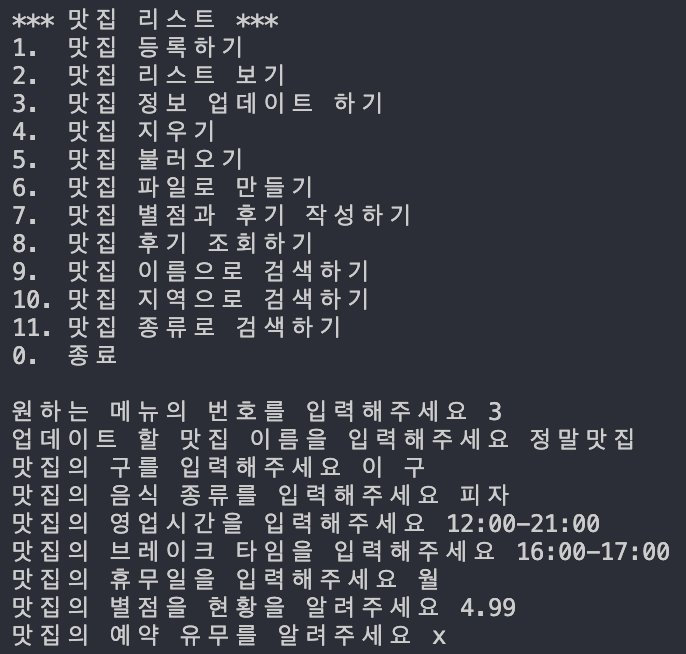 *** 맛집 리스트 ***
1. 맛집 등록하기
2. 맛집 리스트 보기
3. 맛집 정보 업데이트 하기
4. 맛집 지우기
5. 맛집 불러오기
6. 맛집 파일로 만들기
7. 맛집 별점과 후기 작성하기
8. 맛집 후기 조회하기
9. 맛집 이름으로 검색하기
10. 맛집 지역으로 검색하기
11. 맛집 종류로 검색하기
0. 종료
원하는 메뉴의 번호를 입력해주세요 3
업데이트 할 맛집 이름을 입력해주세요 정말맛집
맛집의 구를 입력해주세요 이 구
맛집의 음식 종류를 입력해주세요 피자
맛집의 영업시간을 입력해주세요 12:00-21:00
맛집의 브레이크 타임을 입력해주세요 16:00-17:00
맛집의 휴무일을 입력해주세요 월
맛집의 별점을 현황을 알려주세요 4.99
맛집의 예약 유무를 알려주세요 x